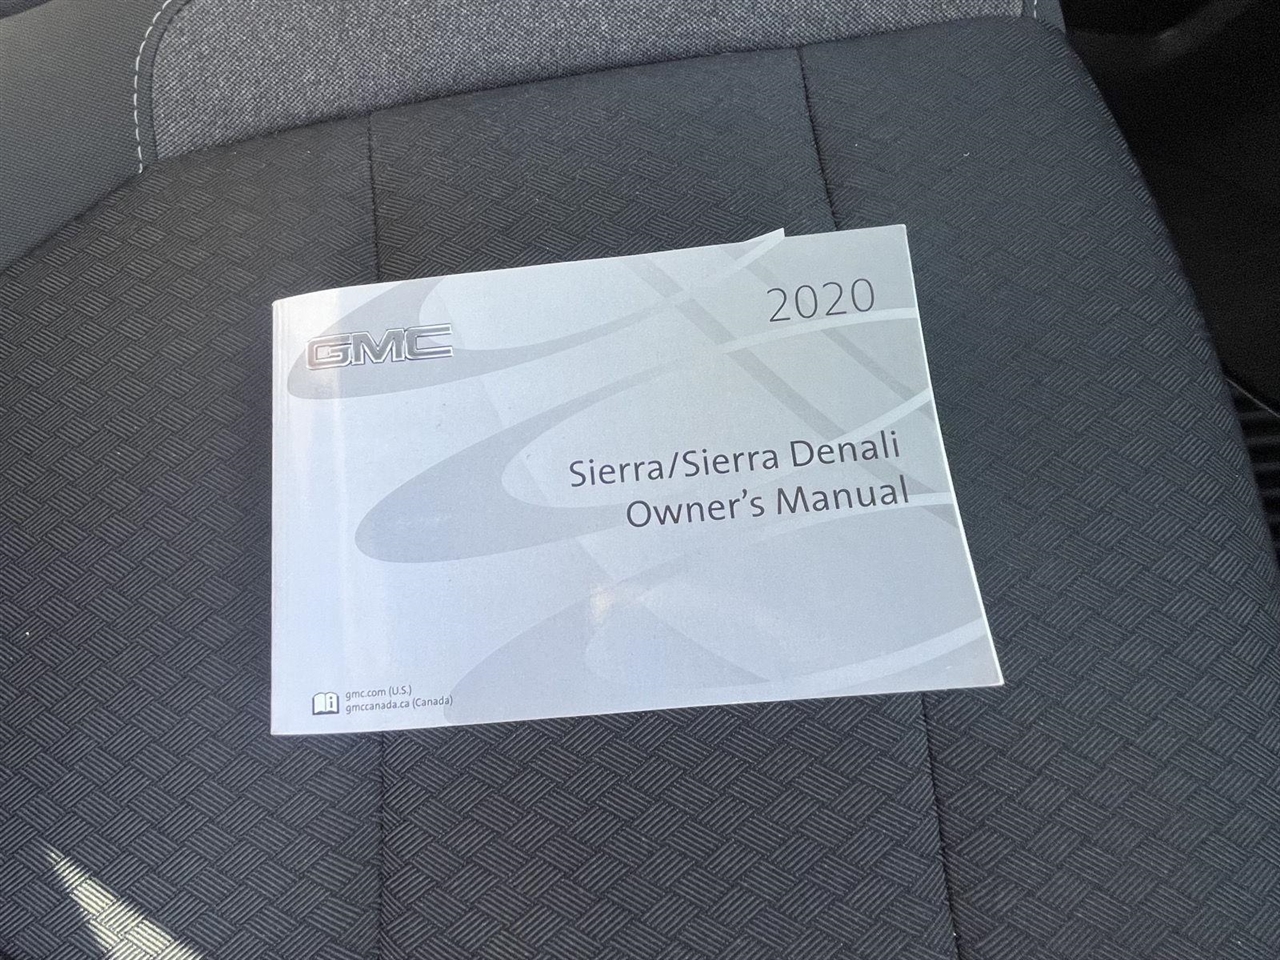 2020
GMC
Sierra/Sierra Denali
Owner's Manual
gmc.com (U.S.)
gmccanada.ca (Canada)